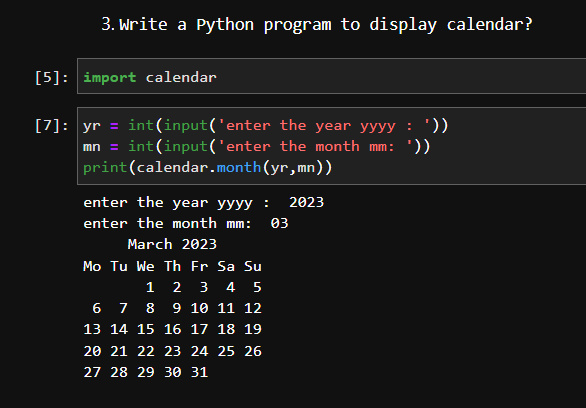 3. Write a Python program to display calendar?
[5]: import calendar
[7]: yr = int(input('enter the year yyyy : '))
mn = int(input('enter the month mm: '))
print(calendar.month(yr,mn))
enter the year yyyy :  2023
enter the month mm:  03
     March 2023
Mo Tu We Th Fr Sa Su
       1  2  3  4  5
 6  7  8  9 10 11 12
13 14 15 16 17 18 19
20 21 22 23 24 25 26
27 28 29 30 31